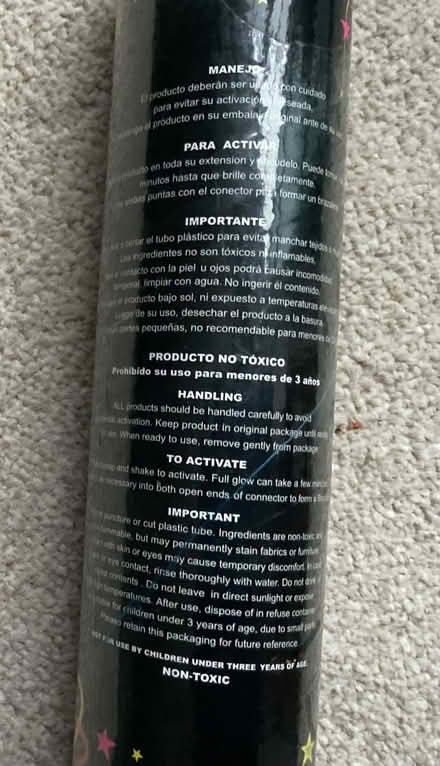 MANEJO
El producto deberán ser con cuidado
para evitar su activación
el producto en su embalaje original ante de
PARA ACTIVAR
en toda su extension y Puede
minutos hasta que brille completamente.
puntas con el conector para formar un
IMPORTANTE
el tubo plástico para evitar manchar tejidos
Los ingredientes no son tóxicos ni inflamables.
contacto con la piel u ojos podrá causar
limpiar con agua. No ingerir el contenido.
el producto bajo sol, ni expuesto a temperaturas
de su uso, desechar el producto a la basura.
partes pequeñas, no recomendable para menores de
PRODUCTO NO TÓXICO
Prohibido su uso para menores de 3 años
HANDLING
ALL products should be handled carefully to avoid
activation. Keep product in original package until
When ready to use, remove gently from package
TO ACTIVATE
and shake to activate. Full glow can take a few
necessary into both open ends of connector to form a
IMPORTANT
puncture or cut plastic tube. Ingredients are non-toxic
but may permanently stain fabrics or furniture
with skin or eyes may cause temporary discomfort.
eye contact, rinse thoroughly with water. Do not
contents . Do not leave in direct sunlight or
temperatures. After use, dispose of in refuse
for children under 3 years of age, due to small parts
Please retain this packaging for future reference.
NOT FOR USE BY CHILDREN UNDER THREE YEARS OF AGE.
NON-TOXIC